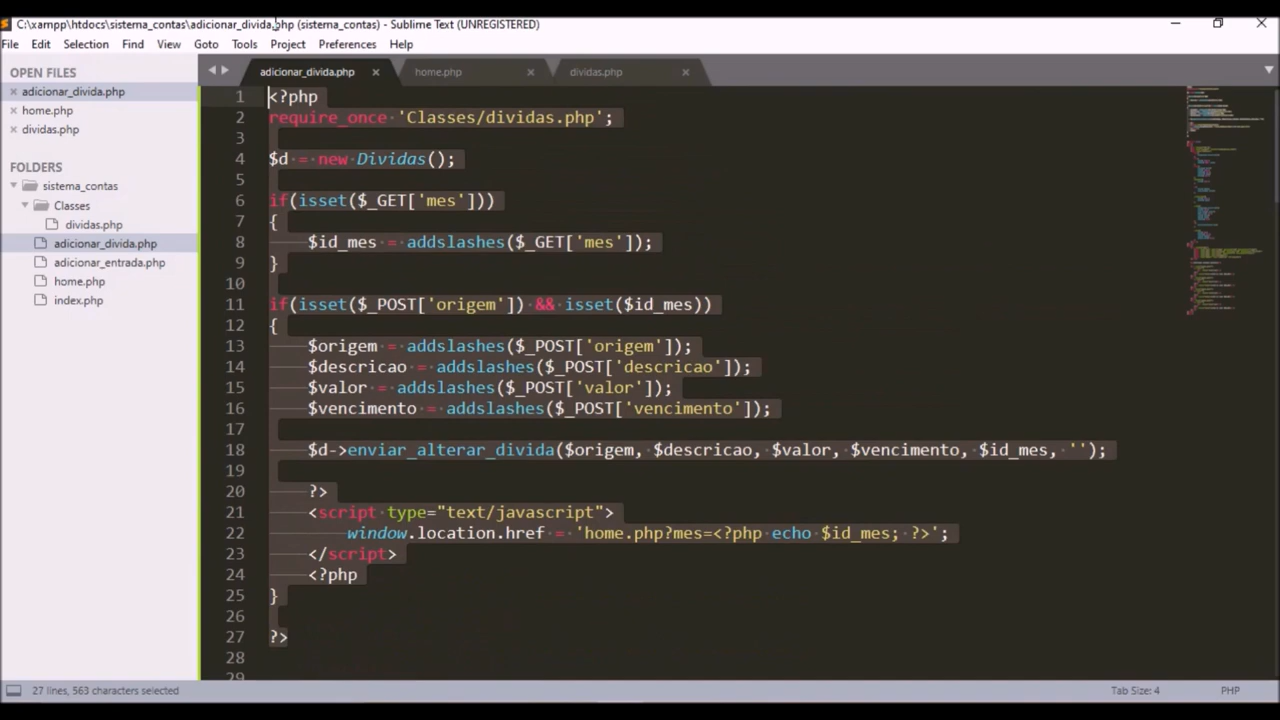 C:\xampp\htdocs\sistema_contas\adicionar_divida.php (sistema_contas) - Sublime Text (UNREGISTERED)
File Edit Selection Find View Goto Tools Project Preferences Help
OPEN FILES
adicionar_divida.php
home.php
dividas.php
FOLDERS
sistema_contas
Classes
dividas.php
adicionar_divida.php
adicionar_entrada.php
home.php
index.php
adicionar_divida.php home.php dividas.php
1 <?php
2 require_once 'Classes/dividas.php';
3
4 $d = new Dividas();
5
6 if(isset($_GET['mes']))
7 {
8 $id_mes = addslashes($_GET['mes']);
9 }
10
11 if(isset($_POST['origem']) && isset($id_mes))
12 {
13 $origem = addslashes($_POST['origem']);
14 $descricao = addslashes($_POST['descricao']);
15 $valor = addslashes($_POST['valor']);
16 $vencimento = addslashes($_POST['vencimento']);
17
18 $d->enviar_alterar_divida($origem, $descricao, $valor, $vencimento, $id_mes, '');
19
20 ?>
21 <script type="text/javascript">
22 window.location.href = 'home.php?mes=<?php echo $id_mes; ?>';
23 </script>
24 <?php
25 }
26
27 ?>
28
29
27 lines, 563 characters selected
Tab Size: 4 PHP